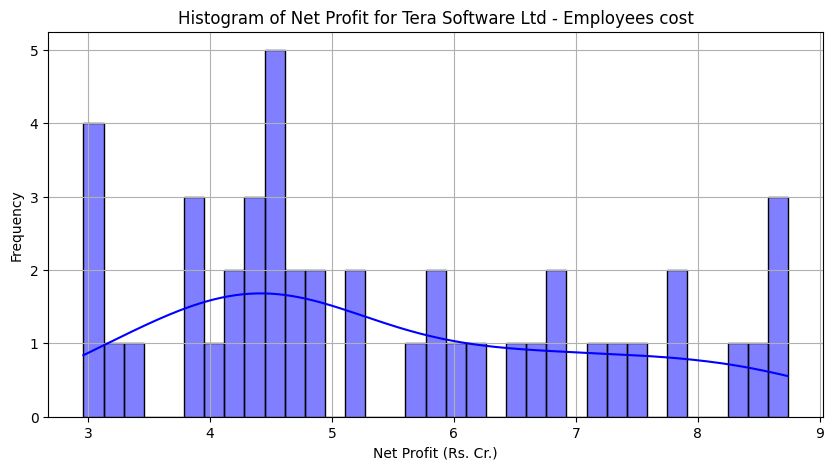 Histogram of Net Profit for Tera Software Ltd - Employees cost
5
4
3
2
1
0
Frequency
3 4 5 6 7 8 9
Net Profit (Rs. Cr.)